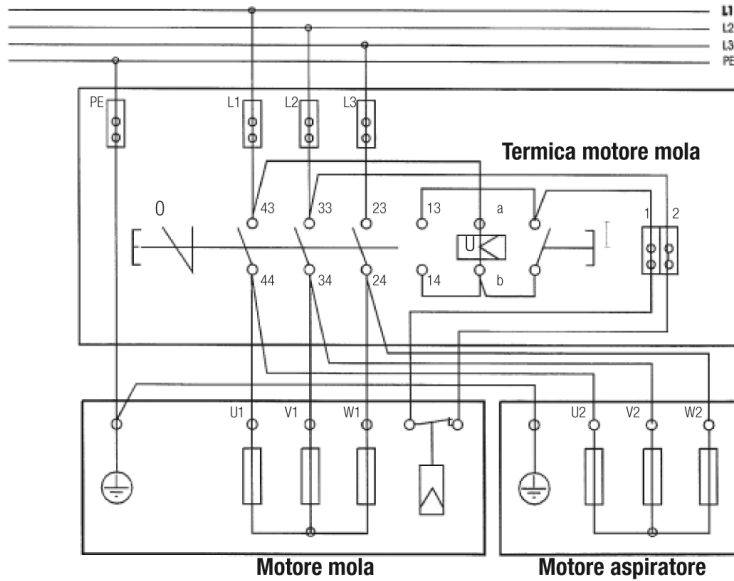 L1
L2
L3
PE
PE L1 L2 L3
Termica motore mola
0 43 33 23 13 a 1 2
U
44 34 24 14 b
U1 V1 W1 U2 V2 W2
Motore mola Motore aspiratore